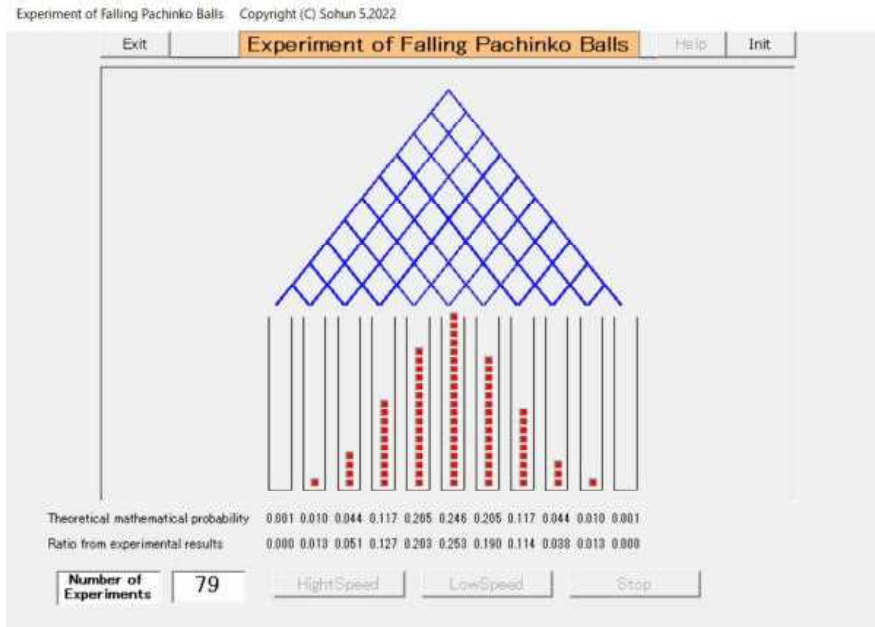 Experiment of Falling Pachinko Balls Copyright (C) Sohun 5,2022
Exit Experiment of Falling Pachinko Balls Help Init
Theoretical mathematical probability 0.001 0.010 0.044 0.117 0.205 0.246 0.205 0.117 0.044 0.010 0.001
Ratio from experimental results 0.000 0.013 0.051 0.127 0.203 0.253 0.190 0.114 0.038 0.013 0.000
Number of
Experiments 79 HightSpeed LowSpeed Stop